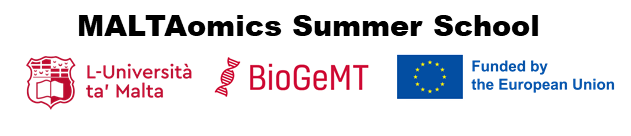 MALTAomics Summer School
L-Università
ta' Malta
BioGeMT
Funded by
the European Union